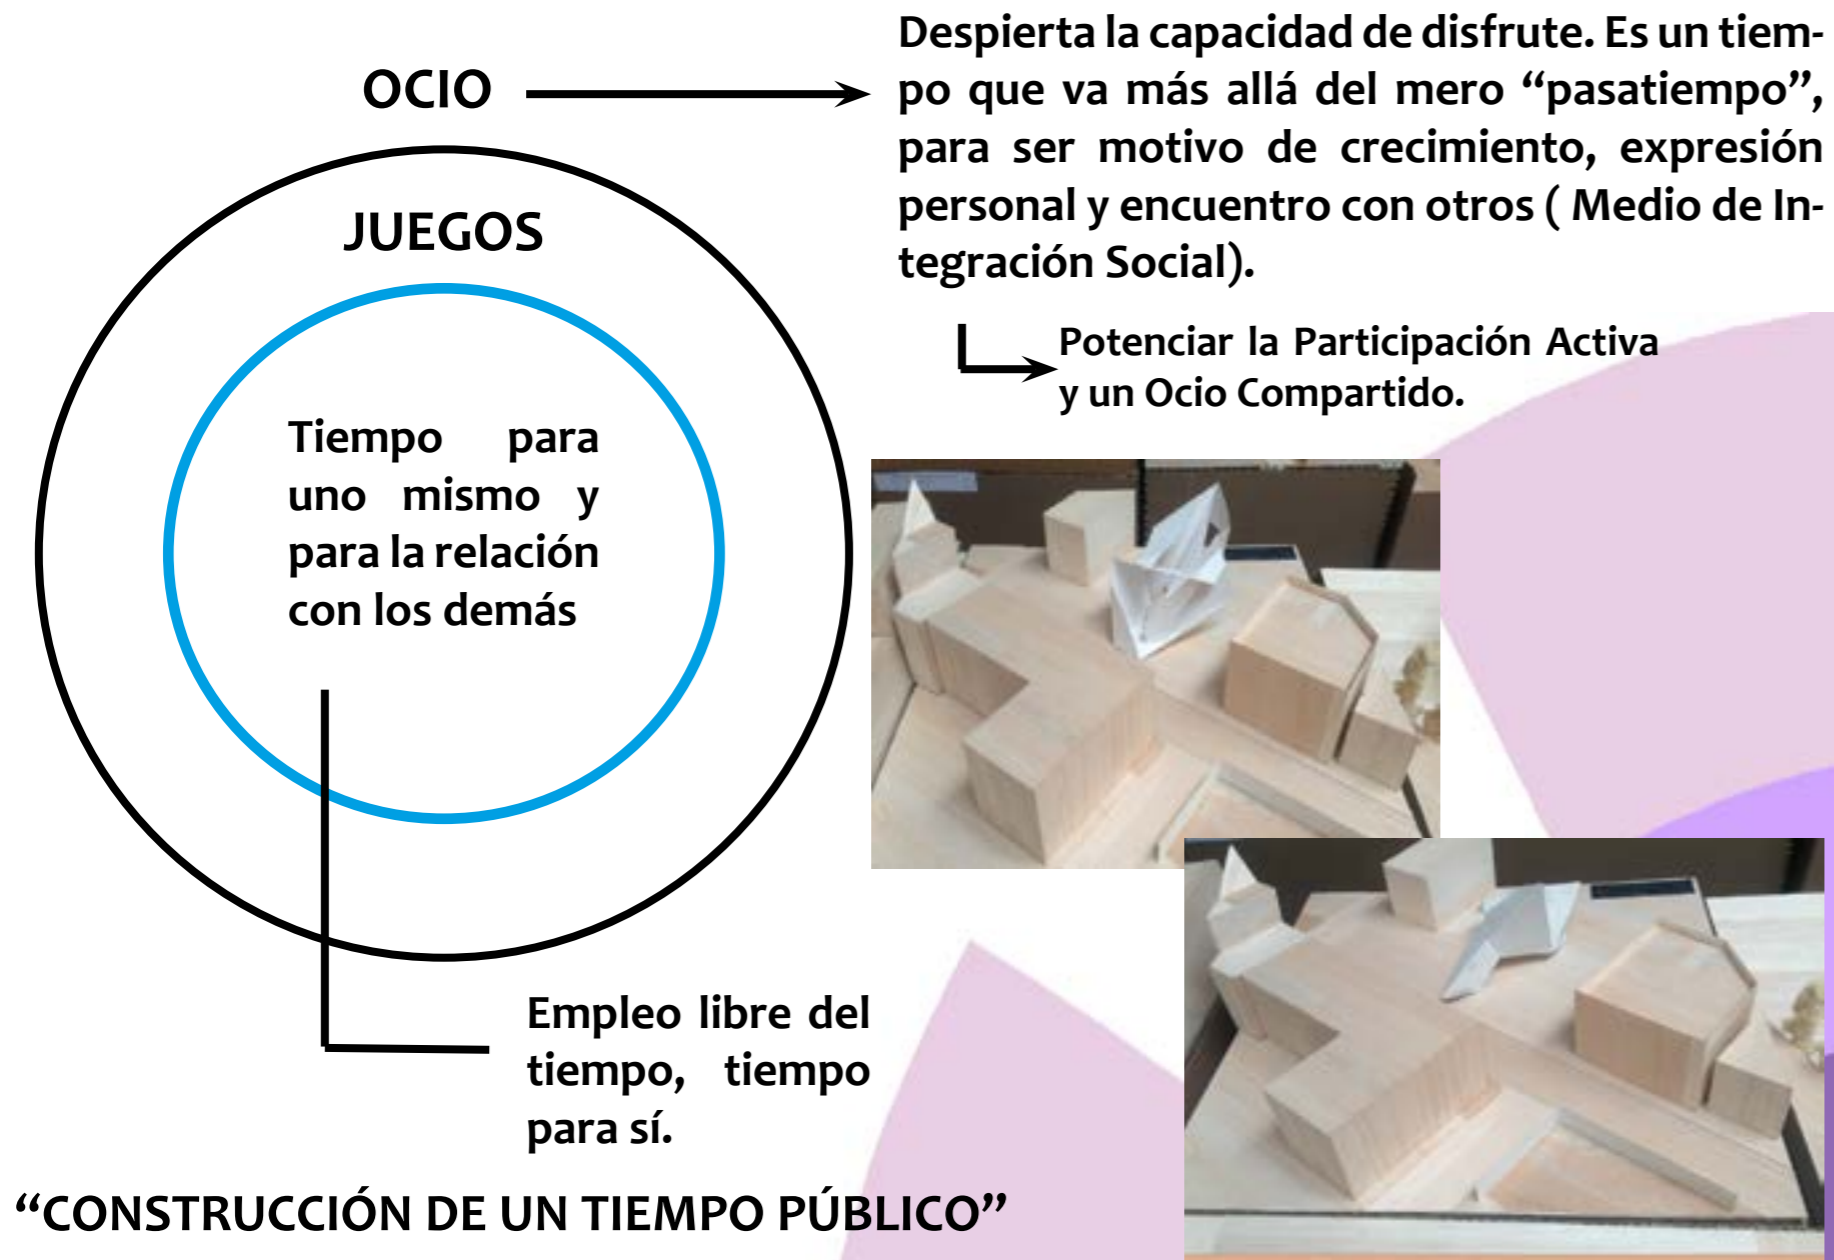 OCIO
Despierta la capacidad de disfrute. Es un tiem-
po que va más allá del mero “pasatiempo”,
para ser motivo de crecimiento, expresión
personal y encuentro con otros ( Medio de In-
tegración Social).
Potenciar la Participación Activa
y un Ocio Compartido.
JUEGOS
Tiempo para
uno mismo y
para la relación
con los demás
Empleo libre del
tiempo, tiempo
para sí.
“CONSTRUCCIÓN DE UN TIEMPO PÚBLICO”